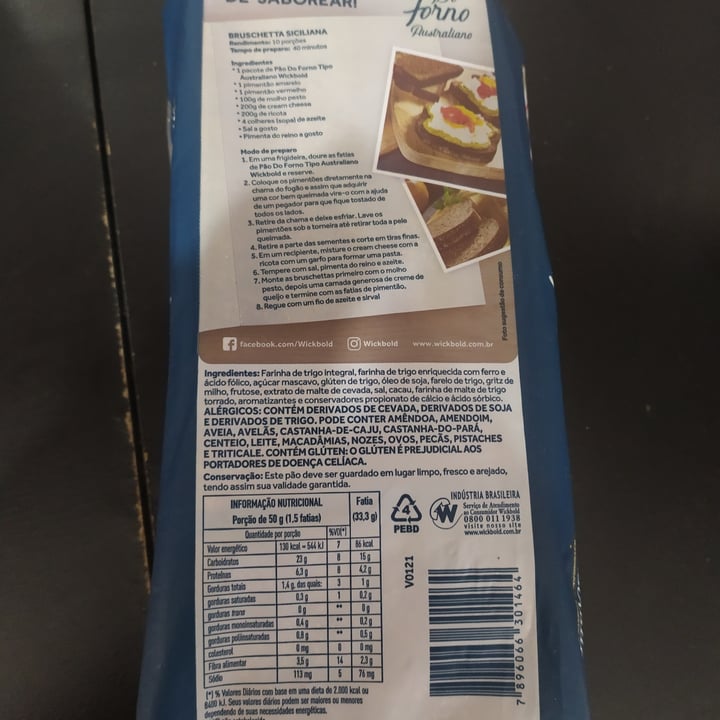 DE SABOREAR!
Do
forno
Australiano
BRUSCHETTA SICILIANA
Rendimento: 10 porções
Tempo de preparo: 40 minutos
Ingredientes
• 1 pacote de Pão Do Forno Tipo
Australiano Wickbold
• 1 pimentão amarelo
• 1 pimentão vermelho
• 100g de molho pesto
• 200g de cream cheese
• 200g de ricota
• 4 colheres (sopa) de azeite
• Sal a gosto
• Pimenta do reino a gosto
Modo de preparo
1. Em uma frigideira, doure as fatias
de Pão Do Forno Tipo Australiano
Wickbold e reserve.
2. Coloque os pimentões diretamente na
chama do fogão e assim que adquirir
uma cor bem queimada vira-o com a ajuda
de um pegador para que fique tostado de
todos os lados.
3. Retire da chama e deixe esfriar. Leve os
pimentões sob a torneira até retirar toda a pele
queimada.
4. Retire a parte das sementes e corte em tiras finas.
5. Em um recipiente, misture o cream cheese com a
ricota com um garfo para formar uma pasta.
6. Tempere com sal, pimenta do reino e azeite.
7. Monte as bruschettas primeiro com o molho
pesto, depois uma camada generosa de creme de
queijo e termine com as fatias de pimentão.
8. Regue com um fio de azeite e sirva!
Foto sugestão de consumo
facebook.com/Wickbold Wickbold www.wickbold.com.br
Ingredientes: Farinha de trigo integral, farinha de trigo enriquecida com ferro e
ácido fólico, açúcar mascavo, glúten de trigo, óleo de soja, farelo de trigo, gritz de
milho, frutose, extrato de malte de cevada, sal, cacau, farinha de malte de trigo
torrado, aromatizantes e conservadores propionato de cálcio e ácido sórbico.
ALÉRGICOS: CONTÉM DERIVADOS DE CEVADA, DERIVADOS DE SOJA
E DERIVADOS DE TRIGO. PODE CONTER AMÊNDOA, AMENDOIM,
AVEIA, AVELÃS, CASTANHA-DE-CAJU, CASTANHA-DO-PARÁ,
CENTEIO, LEITE, MACADÂMIAS, NOZES, OVOS, PECÃS, PISTACHES
E TRITICALE. CONTÉM GLÚTEN: O GLÚTEN É PREJUDICIAL AOS
PORTADORES DE DOENÇA CELÍACA.
Conservação: Este pão deve ser guardado em lugar limpo, fresco e arejado,
tendo assim sua validade garantida.
INFORMAÇÃO NUTRICIONAL Fatia
Porção de 50 g (1,5 fatias) (33,3 g)
Quantidade por porção %VD(*)
Valor energético 130 kcal = 544 kJ 7 86 kcal
Carboidratos 23 g 8 15 g
Proteínas 6,3 g 8 4,2 g
Gorduras totais 1,4 g, das quais: 3 1 g
gorduras saturadas 0,3 g 1 0,2 g
gorduras trans 0 g ** 0 g
gorduras monoinsaturadas 0,4 g ** 0,2 g
gorduras poliinsaturadas 0,8 g ** 0,5 g
colesterol 0 mg 0 0 mg
Fibra alimentar 3,5 g 14 2,3 g
Sódio 113 mg 5 76 mg
(*) % Valores Diários com base em uma dieta de 2.000 kcal ou
8400 kJ. Seus valores diários podem ser maiores ou menores
dependendo de suas necessidades energéticas.
4
PEBD
INDÚSTRIA BRASILEIRA
W
Serviço de Atendimento
ao Consumidor Wickbold
0800 011 1938
visite nosso site
www.wickbold.com.br
V0121
7 896066 301464